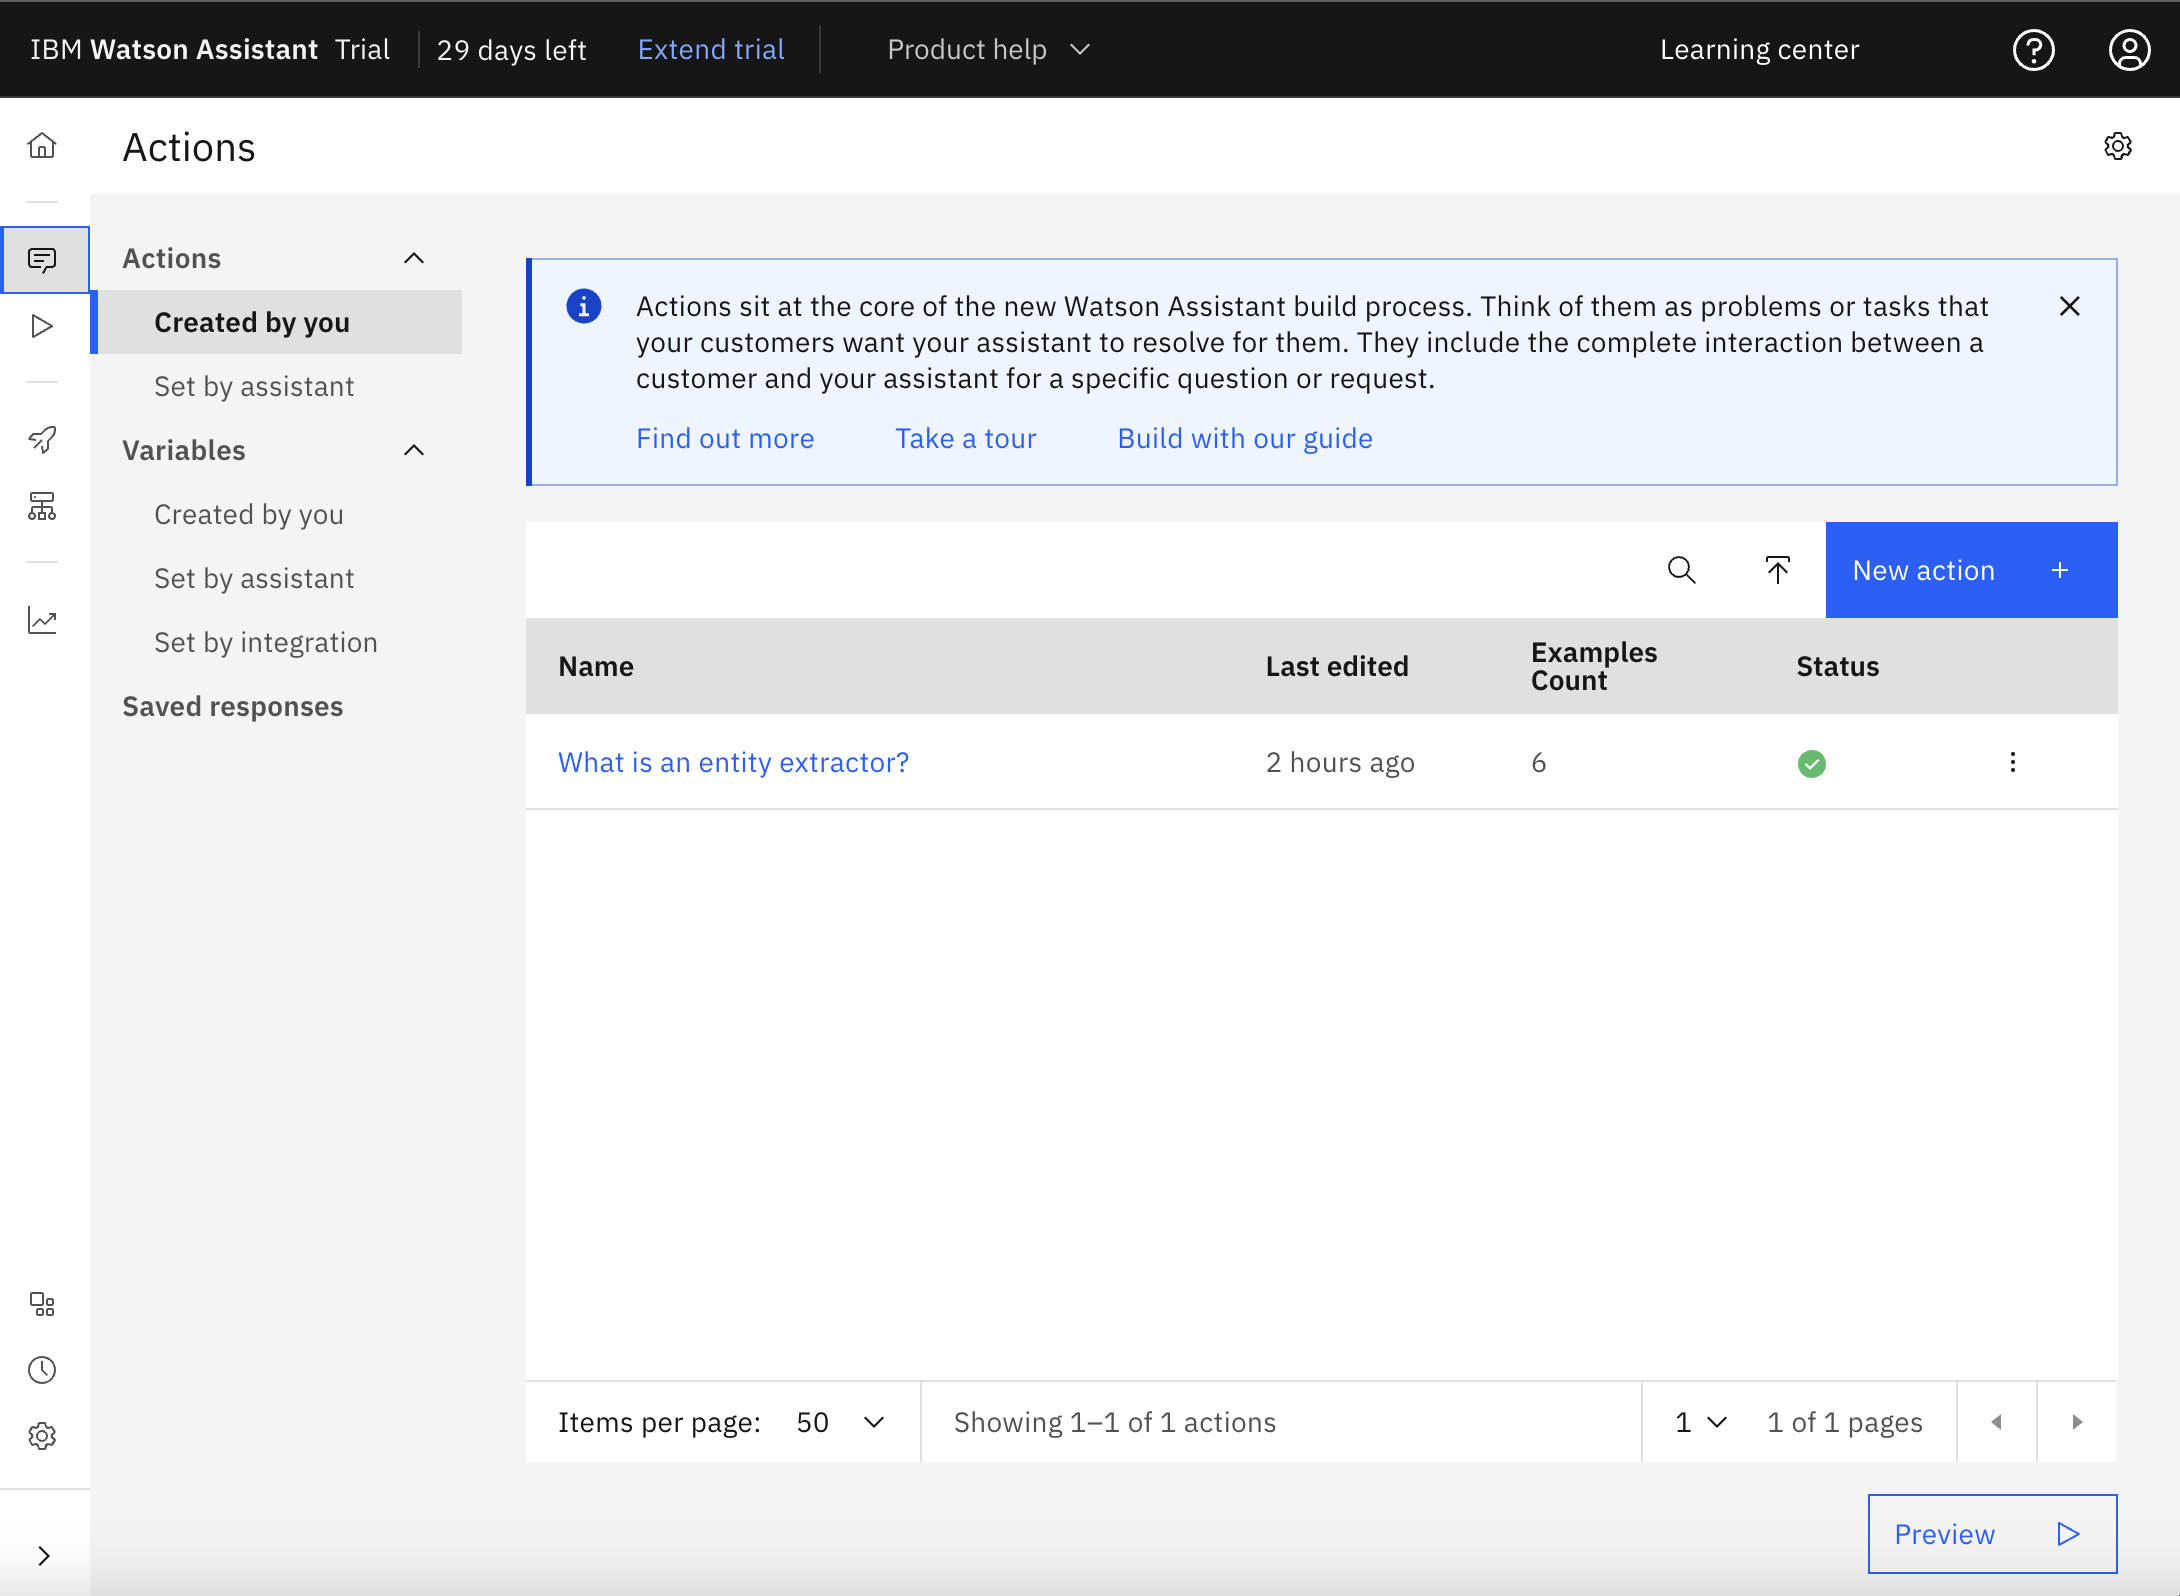 IBM Watson Assistant Trial
29 days left
Extend trial
Product help
Learning center
Actions
Actions
Created by you
Set by assistant
Variables
Created by you
Set by assistant
Set by integration
Saved responses
Actions sit at the core of the new Watson Assistant build process. Think of them as problems or tasks that
your customers want your assistant to resolve for them. They include the complete interaction between a
customer and your assistant for a specific question or request.
Find out more
Take a tour
Build with our guide
New action
Name
Last edited
Examples
Count
Status
What is an entity extractor?
2 hours ago
6
Items per page: 50
Showing 1–1 of 1 actions
1
1 of 1 pages
Preview